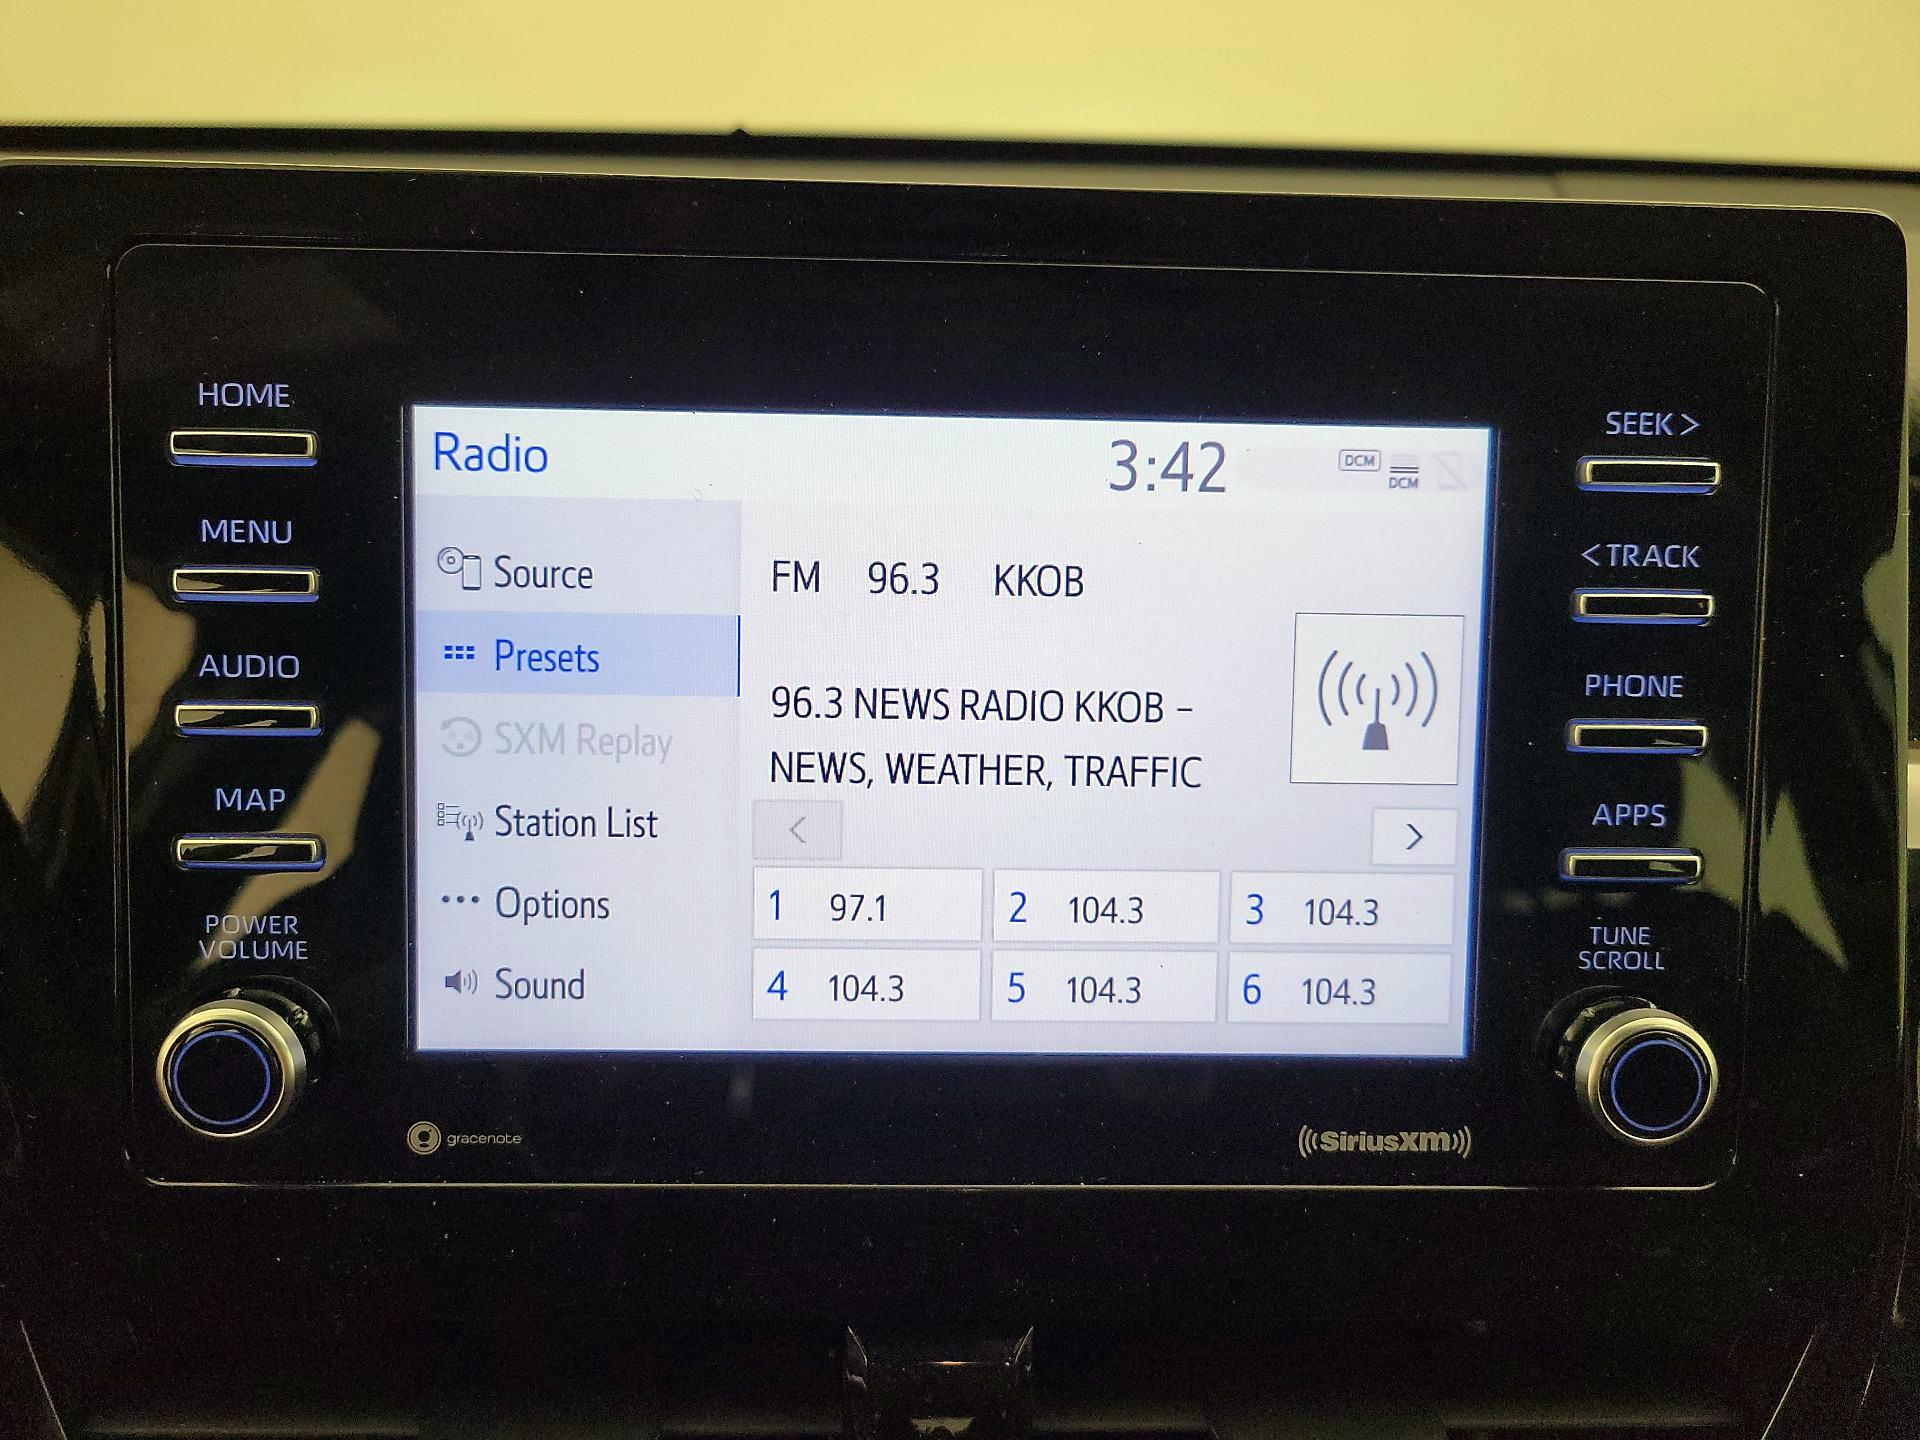 HOME
MENU
AUDIO
MAP
POWER
VOLUME
Radio
3:42
DCM
DCM
Source
Presets
SXM Replay
Station List
Options
Sound
FM 96.3 KKOB
96.3 NEWS RADIO KKOB –
NEWS, WEATHER, TRAFFIC
< >
1 97.1 2 104.3 3 104.3
4 104.3 5 104.3 6 104.3
SEEK >
< TRACK
PHONE
APPS
TUNE
SCROLL
gracenote
SiriusXM